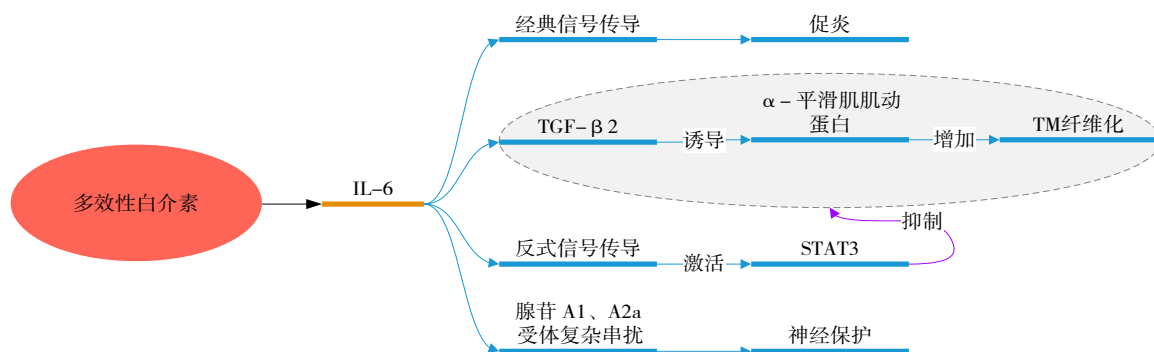 经典信号传导
促炎
TGF-β2
诱导
α-平滑肌肌动
蛋白
增加
TM纤维化
多效性白介素
IL-6
抑制
反式信号传导
激活
STAT3
腺苷 A1、A2a
受体复杂串扰
神经保护